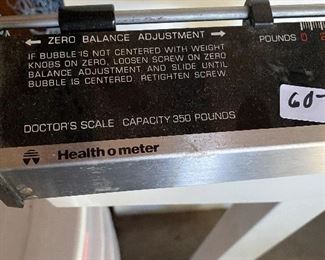 ← ZERO BALANCE ADJUSTMENT →
POUNDS 0
IF BUBBLE IS NOT CENTERED WITH WEIGHT
KNOBS ON ZERO, LOOSEN SCREW ON ZERO
BALANCE ADJUSTMENT, AND SLIDE UNTIL
BUBBLE IS CENTERED. RETIGHTEN SCREW.
60-
DOCTOR'S SCALE CAPACITY 350 POUNDS
Health o meter